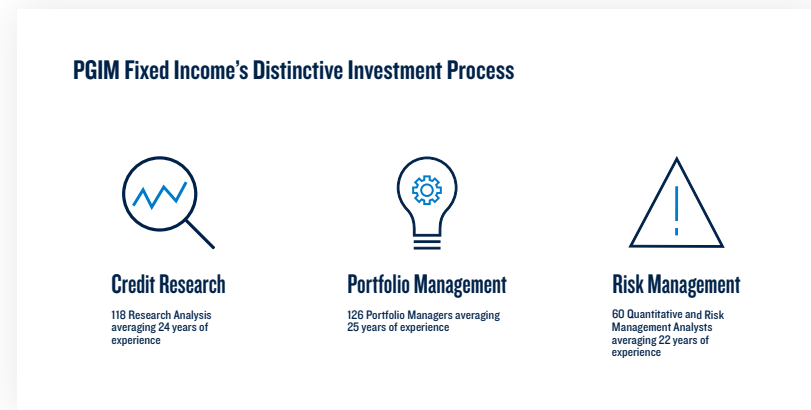 PGIM Fixed Income's Distinctive Investment Process
Credit Research
118 Research Analysis
averaging 24 years of
experience
Portfolio Management
126 Portfolio Managers averaging
25 years of experience
Risk Management
60 Quantitative and Risk
Management Analysts
averaging 22 years of
experience